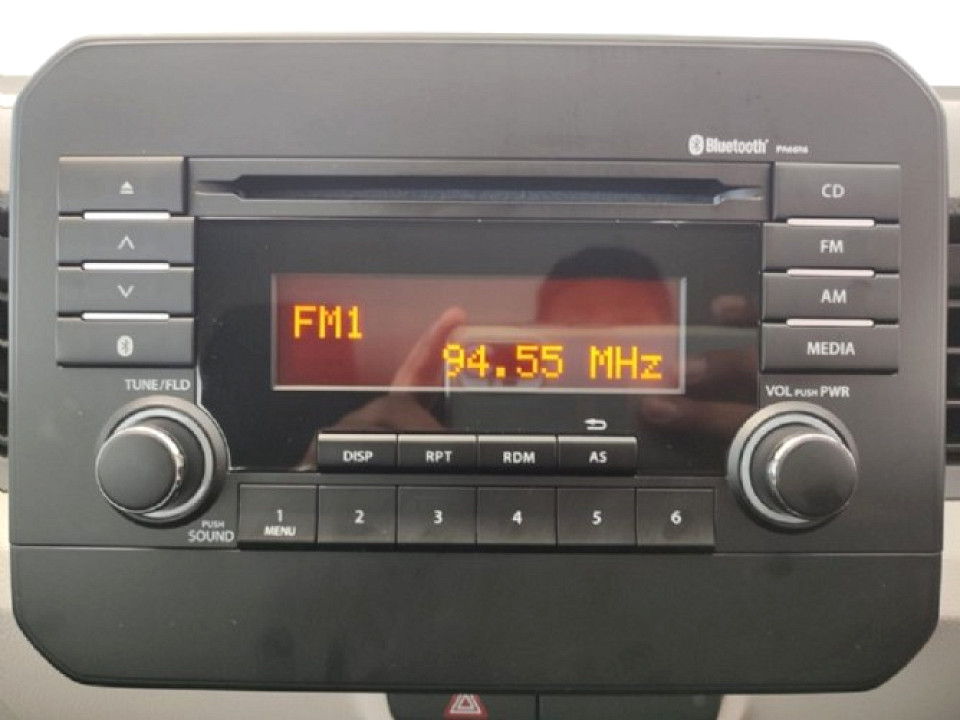 Bluetooth®
CD
FM
AM
MEDIA
FM1
94.55 MHz
TUNE/FLD
VOL PUSH PWR
DISP
RPT
RDM
AS
PUSH
SOUND
1
MENU
2
3
4
5
6